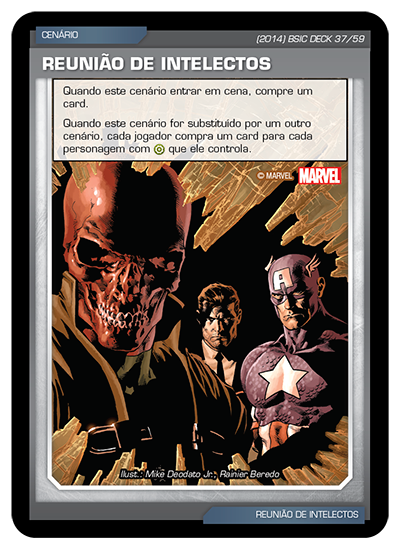 CENÁRIO
(2014) BSIC DECK 37/59
REUNIÃO DE INTELECTOS
Quando este cenário entrar em cena, compre um
card.
Quando este cenário for substituído por um outro
cenário, cada jogador compra um card para cada
personagem com que ele controla.
© MARVEL MARVEL
A
Ilust.: Mike Deodato Jr., Rainier Beredo
REUNIÃO DE INTELECTOS